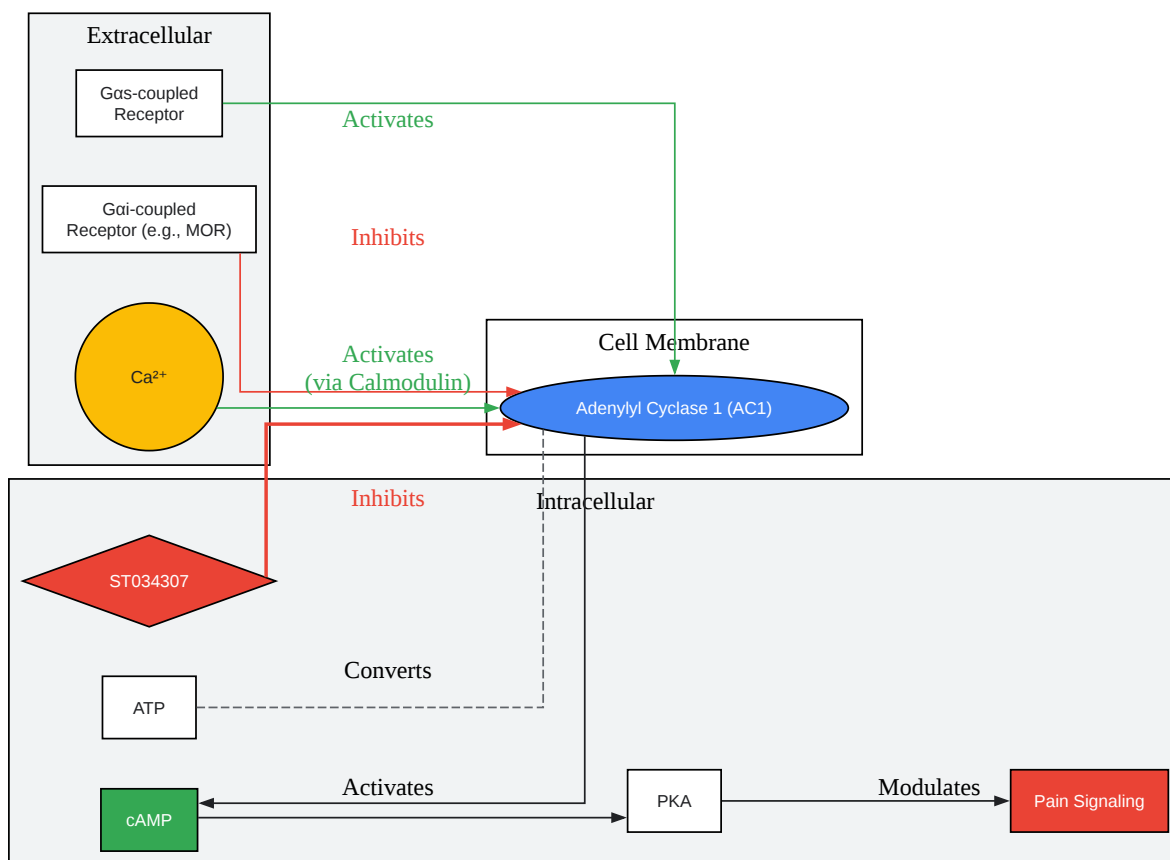 Extracellular
Gαs-coupled
Receptor
Activates
Gαi-coupled
Receptor (e.g., MOR)
Inhibits
Cell Membrane
Activates
(via Calmodulin)
Ca²⁺
Adenylyl Cyclase 1 (AC1)
Inhibits
Intracellular
ST034307
Converts
ATP
Activates
Modulates
cAMP
PKA
Pain Signaling